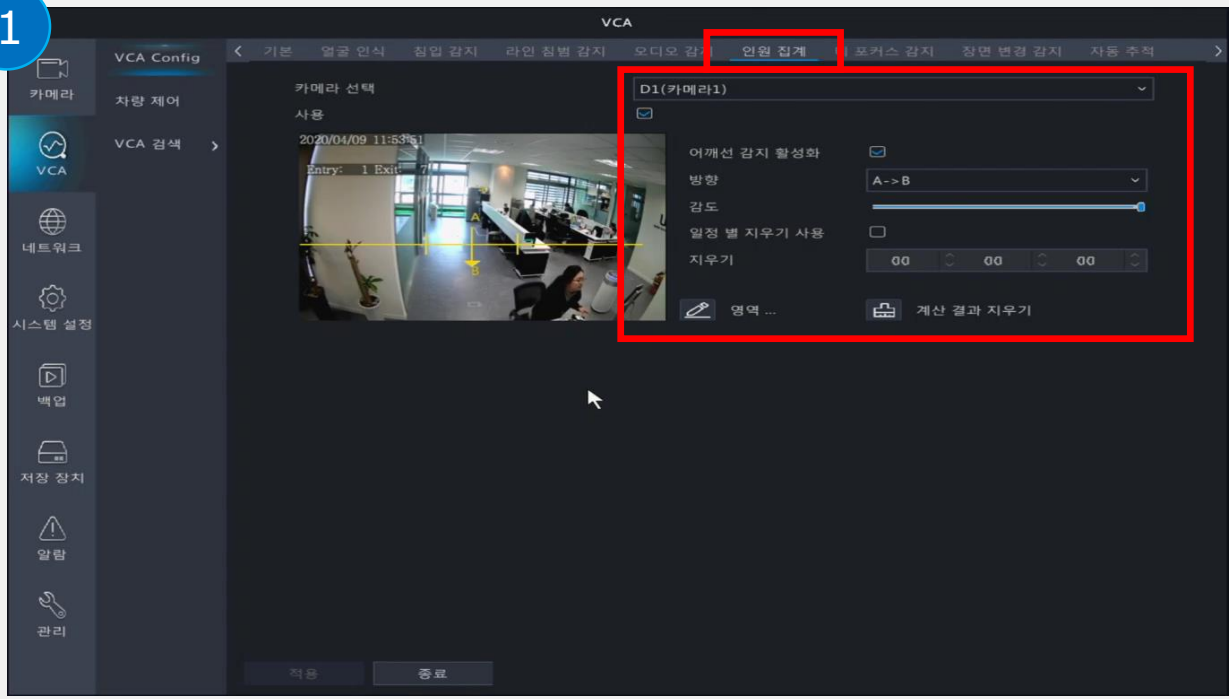 1
VCA
VCA Config
차량 제어
VCA 검색
카메라
VCA
네트워크
시스템 설정
백업
저장 장치
알람
관리
기본 얼굴 인식 침입 감지 라인 침범 감지 오디오 감지 인원 집계 포커스 감지 장면 변경 감지 자동 추적
카메라 선택 D1(카메라1)
사용
2020/04/09 11:53:51
Entry: 1 Exit: 7
A
B
어깨선 감지 활성화
방향 A->B
감도
일정 별 지우기 사용
지우기 00 00 00
영역 ... 계산 결과 지우기
적용 종료